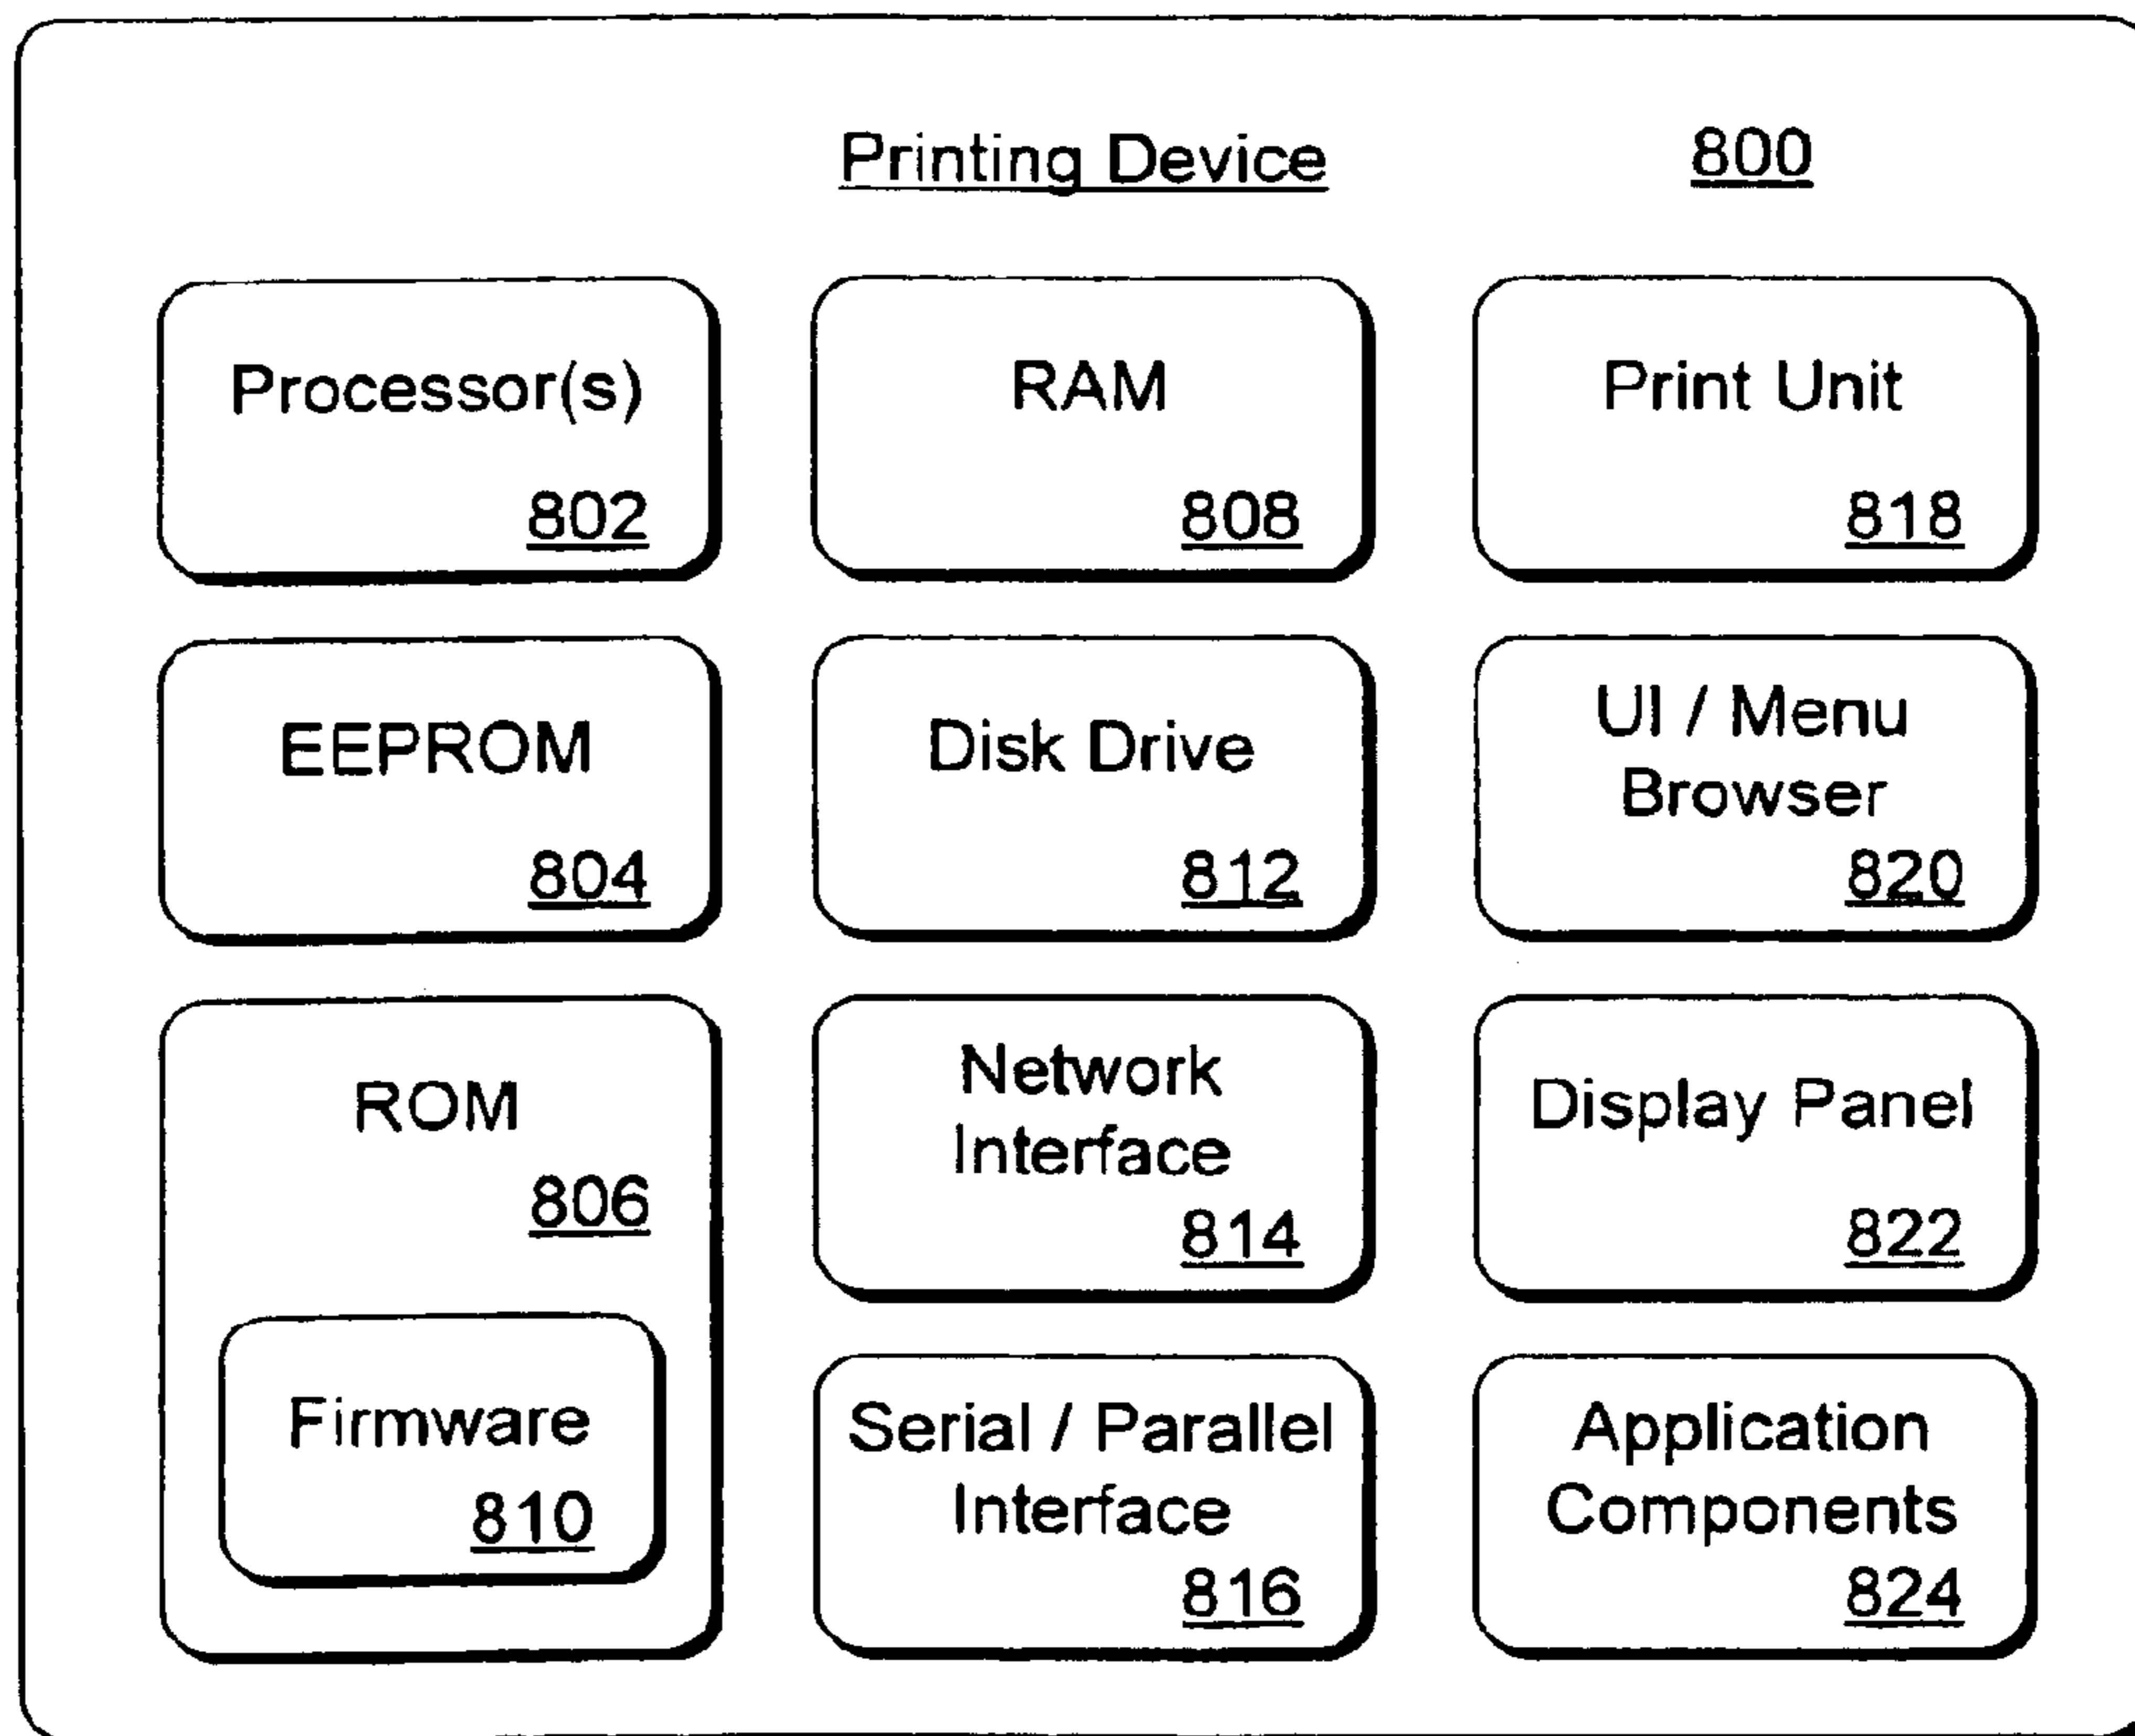 Printing Device 800
Processor(s)
802
RAM
808
Print Unit
818
EEPROM
804
Disk Drive
812
UI / Menu
Browser
820
ROM
806
Firmware
810
Network
Interface
814
Display Panel
822
Serial / Parallel
Interface
816
Application
Components
824